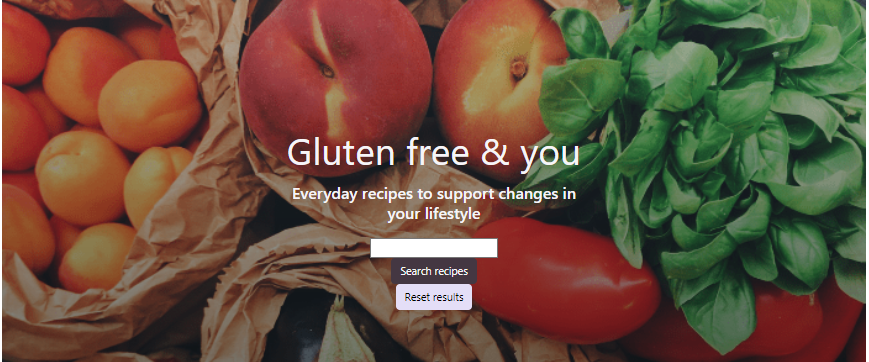 Gluten free & you
Everyday recipes to support changes in
your lifestyle
Search recipes
Reset results